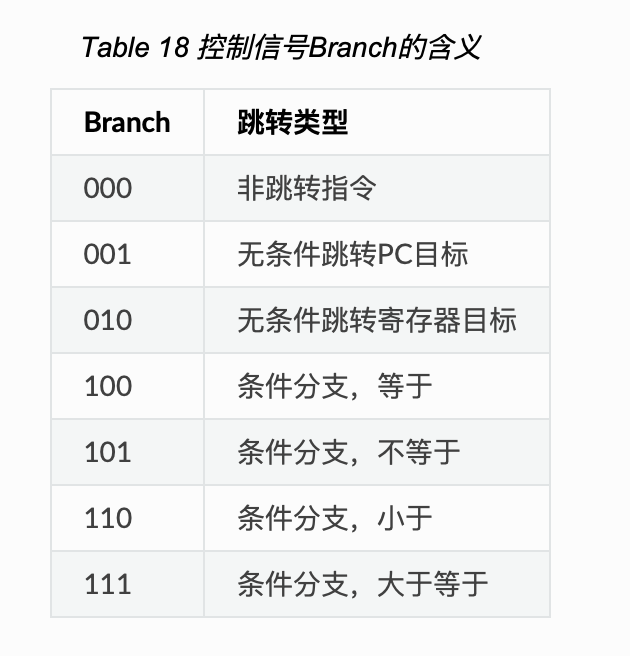 Table 18 控制信号Branch的含义
Branch 跳转类型
000 非跳转指令
001 无条件跳转PC目标
010 无条件跳转寄存器目标
100 条件分支，等于
101 条件分支，不等于
110 条件分支，小于
111 条件分支，大于等于